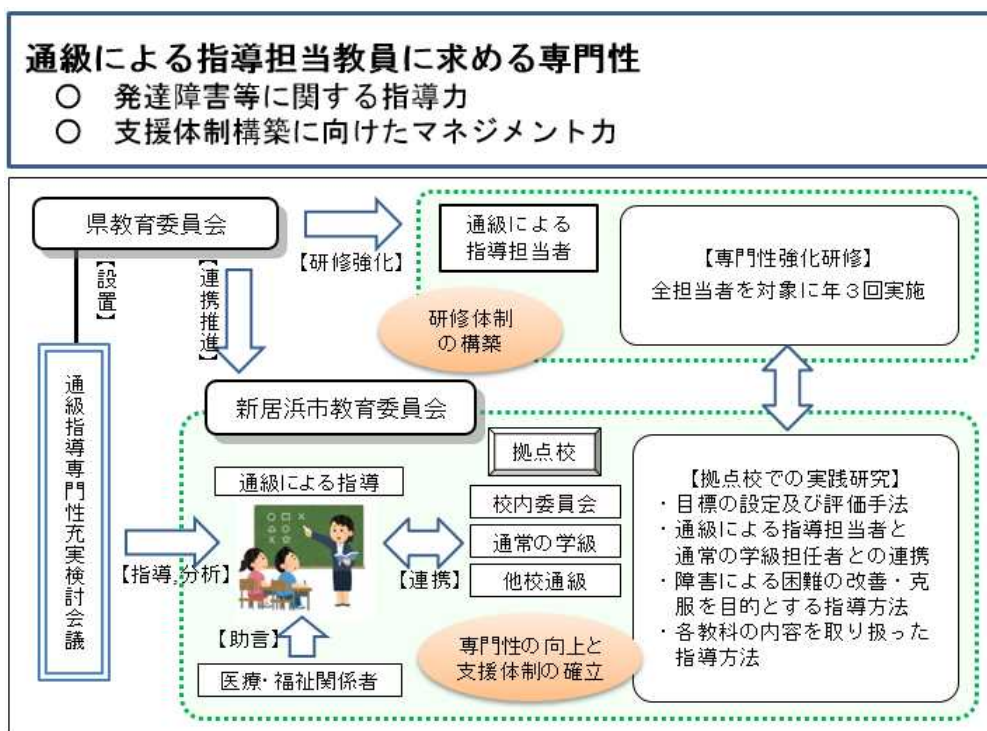 通級による指導担当教員に求める専門性
○ 発達障害等に関する指導力
○ 支援体制構築に向けたマネジメント力
県教育委員会
【設置】
【連携推進】
【研修強化】
通級による
指導担当者
【専門性強化研修】
全担当者を対象に年３回実施
研修体制
の構築
通級指導専門性充実検討会議
新居浜市教育委員会
拠点校
通級による指導
校内委員会
通常の学級
他校通級
【指導,分析】
【連携】
【助言】
医療・福祉関係者
専門性の向上と
支援体制の確立
【拠点校での実践研究】
・目標の設定及び評価手法
・通級による指導担当者と
通常の学級担任者との連携
・障害による困難の改善・克
服を目的とする指導方法
・各教科の内容を取り扱った
指導方法